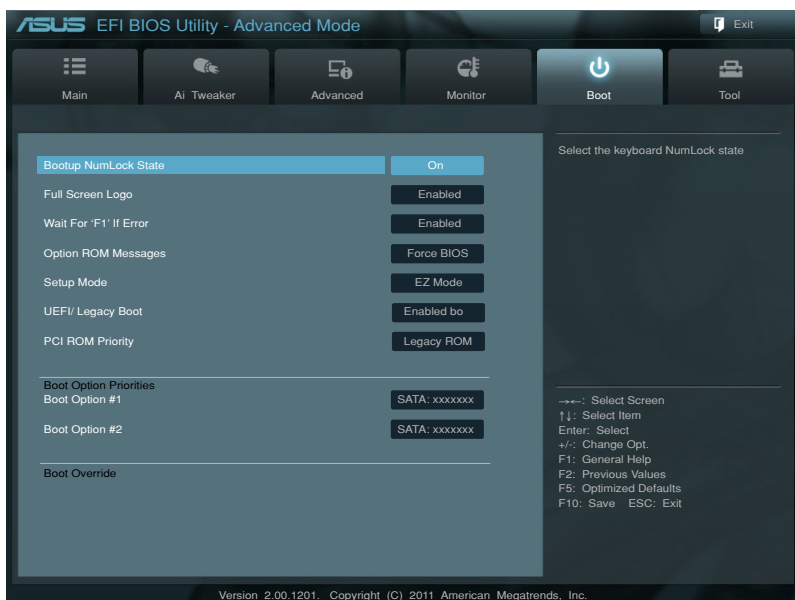 ASUS EFI BIOS Utility - Advanced Mode
Exit
Main
Ai Tweaker
Advanced
Monitor
Boot
Tool
Bootup NumLock State On
Full Screen Logo Enabled
Wait For ‘F1’ If Error Enabled
Option ROM Messages Force BIOS
Setup Mode EZ Mode
UEFI/ Legacy Boot Enabled bo
PCI ROM Priority Legacy ROM
Boot Option Priorities
Boot Option #1 SATA: xxxxxxx
Boot Option #2 SATA: xxxxxxx
Boot Override
Select the keyboard NumLock state
→←: Select Screen
↑↓: Select Item
Enter: Select
+/-: Change Opt.
F1: General Help
F2: Previous Values
F5: Optimized Defaults
F10: Save ESC: Exit
Version 2.00.1201. Copyright (C) 2011 American Megatrends, Inc.